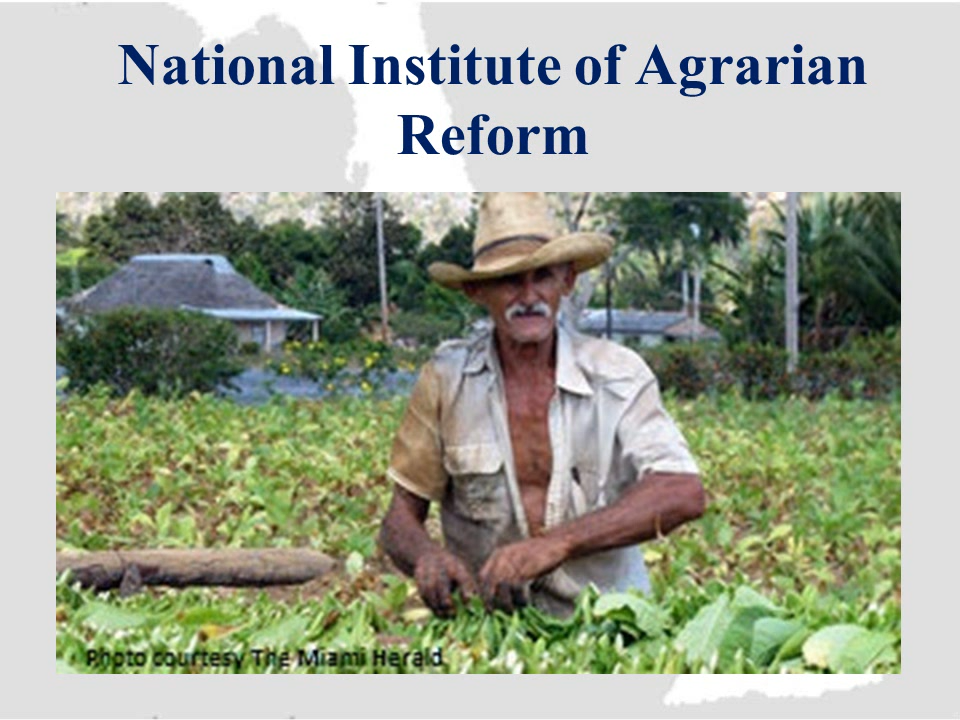 National Institute of Agrarian
Reform
Photo courtesy The Miami Herald